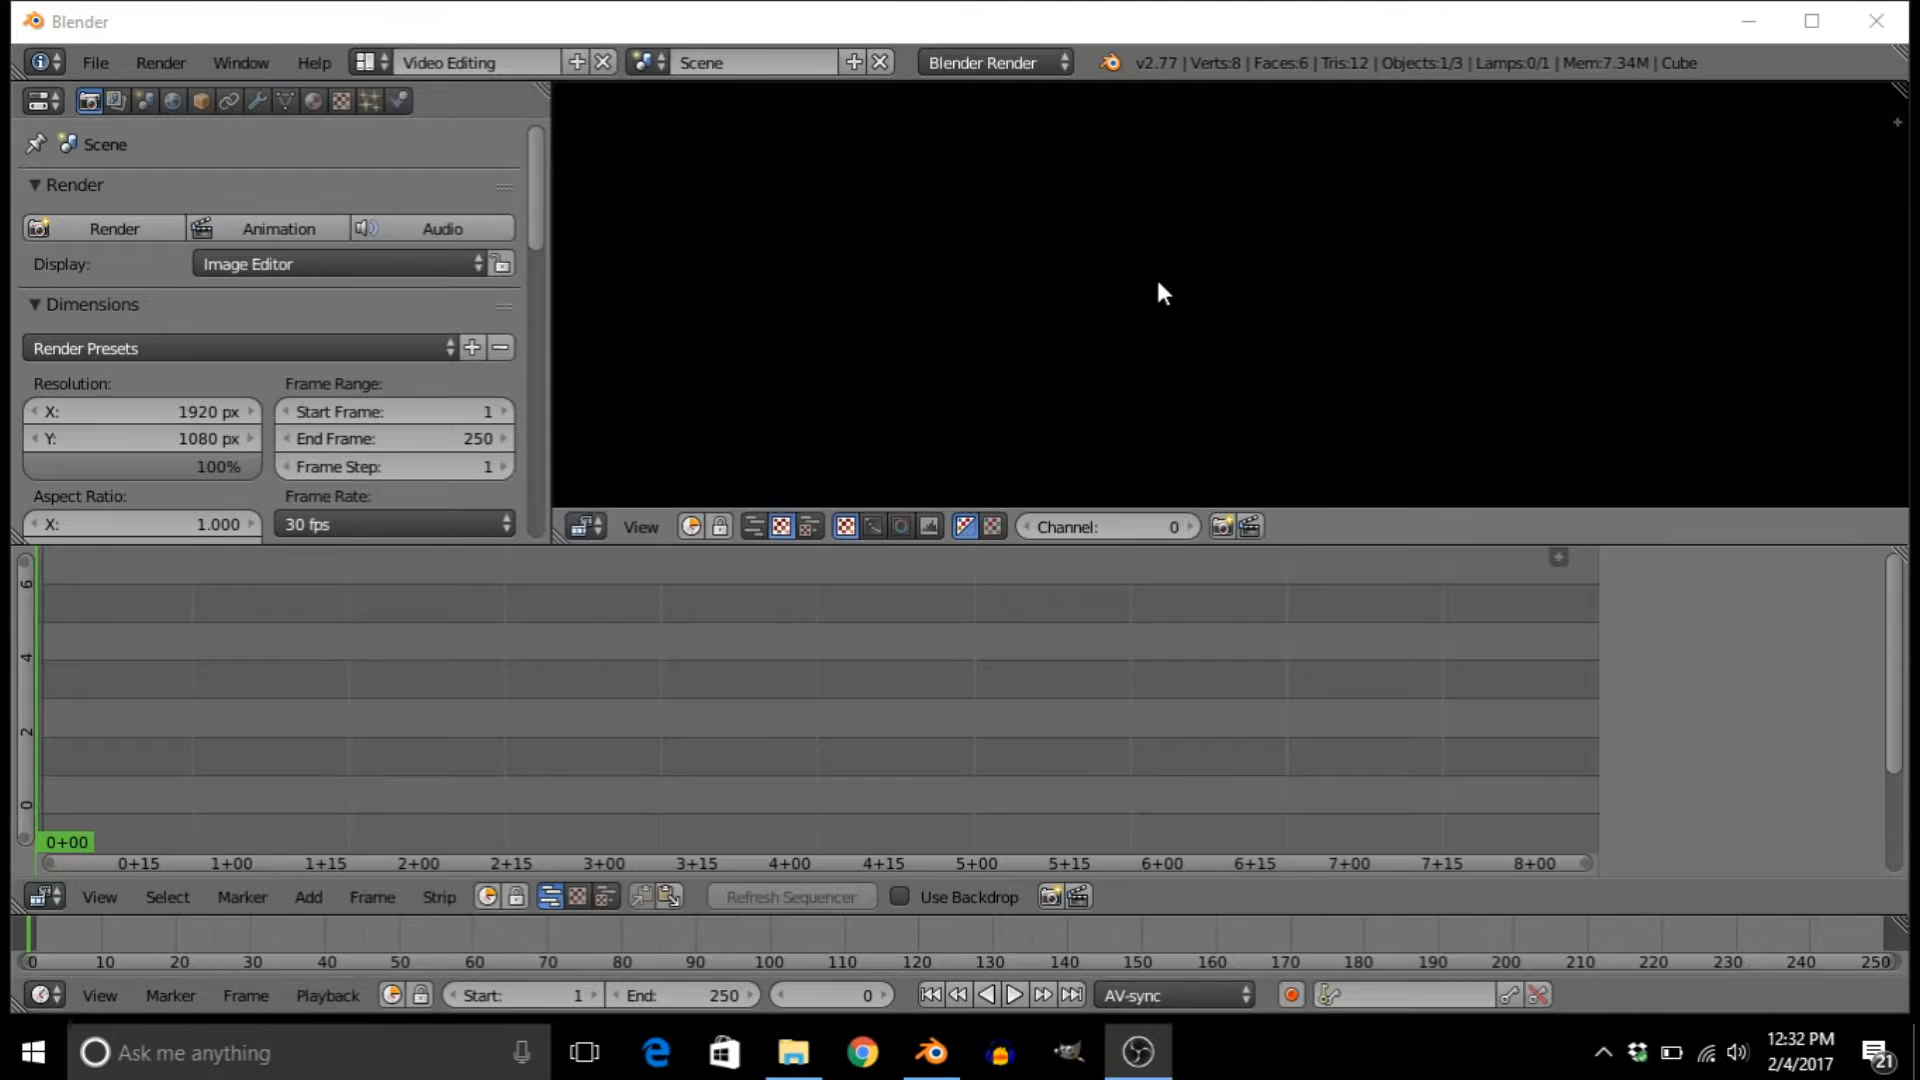 Blender
File Render Window Help Video Editing Scene Blender Render v2.77 | Verts:8 | Faces:6 | Tris:12 | Objects:1/3 | Lamps:0/1 | Mem:7.34M | Cube
Scene
Render
Render Animation Audio
Display: Image Editor
Dimensions
Render Presets
Resolution: Frame Range:
X: 1920 px Start Frame: 1
Y: 1080 px End Frame: 250
100% Frame Step: 1
Aspect Ratio: Frame Rate:
X: 1.000 30 fps
View Channel: 0
6
4
2
0
0+00
0+15 1+00 1+15 2+00 2+15 3+00 3+15 4+00 4+15 5+00 5+15 6+00 6+15 7+00 7+15 8+00
View Select Marker Add Frame Strip Refresh Sequencer Use Backdrop
0 10 20 30 40 50 60 70 80 90 100 110 120 130 140 150 160 170 180 190 200 210 220 230 240 250
View Marker Frame Playback Start: 1 End: 250 0 AV-sync
Ask me anything
12:32 PM
2/4/2017
21